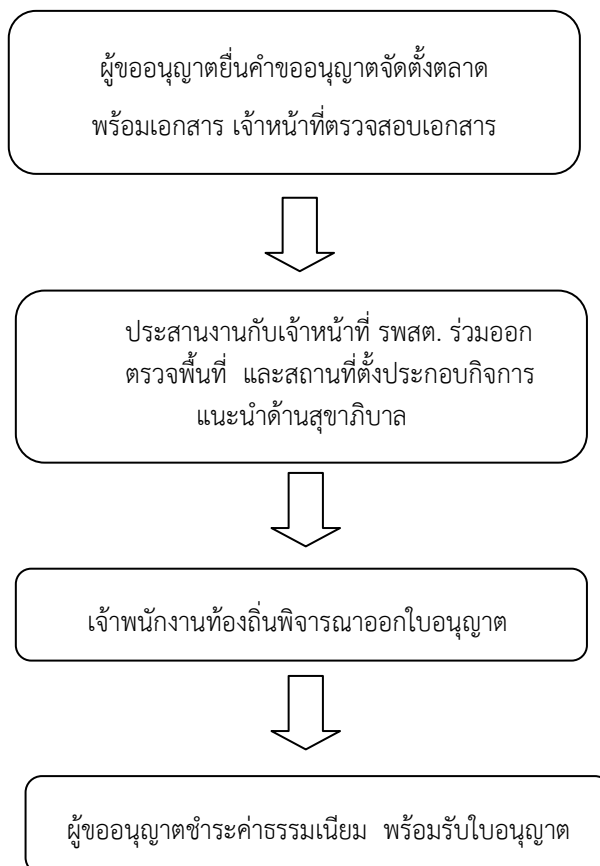 ผู้ขออนุญาตยื่นคำขออนุญาตจัดตั้งตลาด
พร้อมเอกสาร เจ้าหน้าที่ตรวจสอบเอกสาร
ประสานงานกับเจ้าหน้าที่ รพสต. ร่วมออก
ตรวจพื้นที่ และสถานที่ตั้งประกอบกิจการ
แนะนำด้านสุขาภิบาล
เจ้าพนักงานท้องถิ่นพิจารณาออกใบอนุญาต
ผู้ขออนุญาตชำระค่าธรรมเนียม พร้อมรับใบอนุญาต